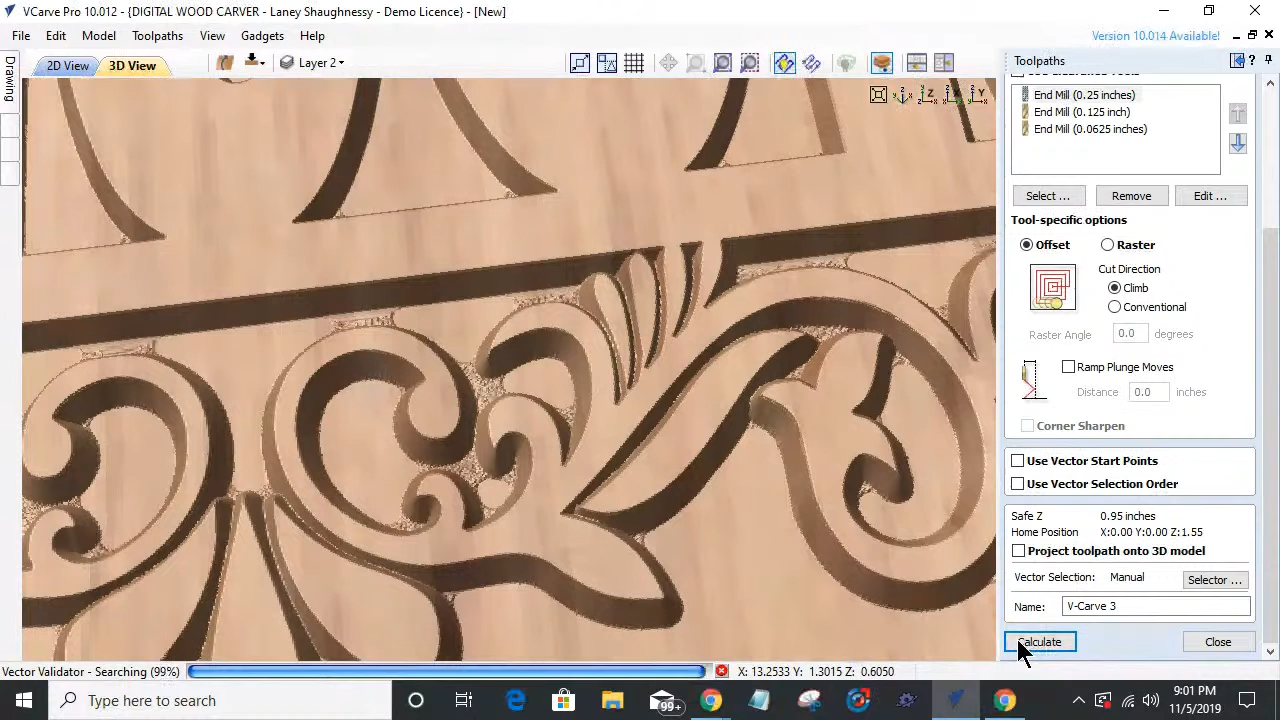 VCarve Pro 10.012 - {DIGITAL WOOD CARVER - Laney Shaughnessy - Demo Licence} - [New]
File Edit Model Toolpaths View Gadgets Help
Version 10.014 Available!
2D View 3D View
Layer 2
Toolpaths
Drawing
Z X Y
End Mill (0.25 inches)
End Mill (0.125 inch)
End Mill (0.0625 inches)
Select ... Remove Edit ...
Tool-specific options
Offset Raster
Cut Direction
Climb
Conventional
Raster Angle 0.0 degrees
Ramp Plunge Moves
Distance 0.0 inches
Corner Sharpen
Use Vector Start Points
Use Vector Selection Order
Safe Z 0.95 inches
Home Position X:0.00 Y:0.00 Z:1.55
Project toolpath onto 3D model
Vector Selection: Manual Selector ...
Name: V-Carve 3
Calculate Close
Vector Validator - Searching (99%)
X: 13.2533 Y: 1.3015 Z: 0.6050
Type here to search
99+
9:01 PM
11/5/2019